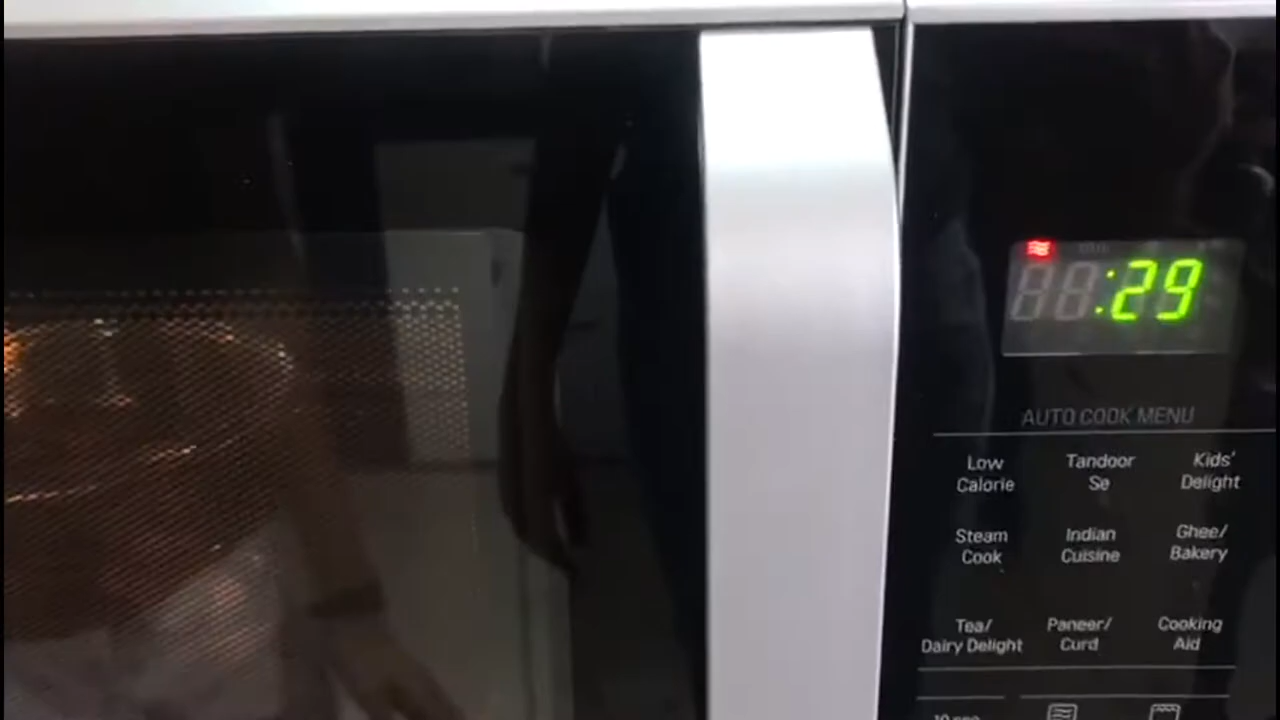 :29
AUTO COOK MENU
Low Calorie
Tandoor Se
Kids' Delight
Steam Cook
Indian Cuisine
Ghee/ Bakery
Tea/ Dairy Delight
Paneer/ Curd
Cooking Aid